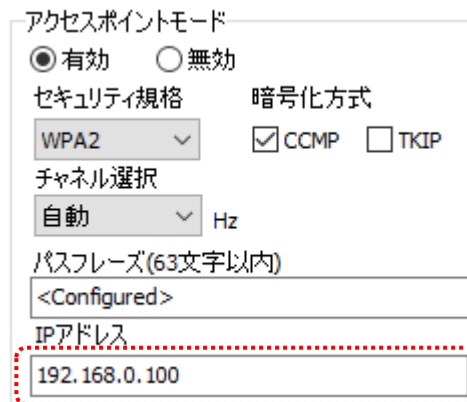 アクセスポイントモード
有効 無効
セキュリティ規格 暗号化方式
WPA2 CCMP TKIP
チャネル選択
自動 Hz
パスフレーズ(63文字以内)
<Configured>
IPアドレス
192.168.0.100